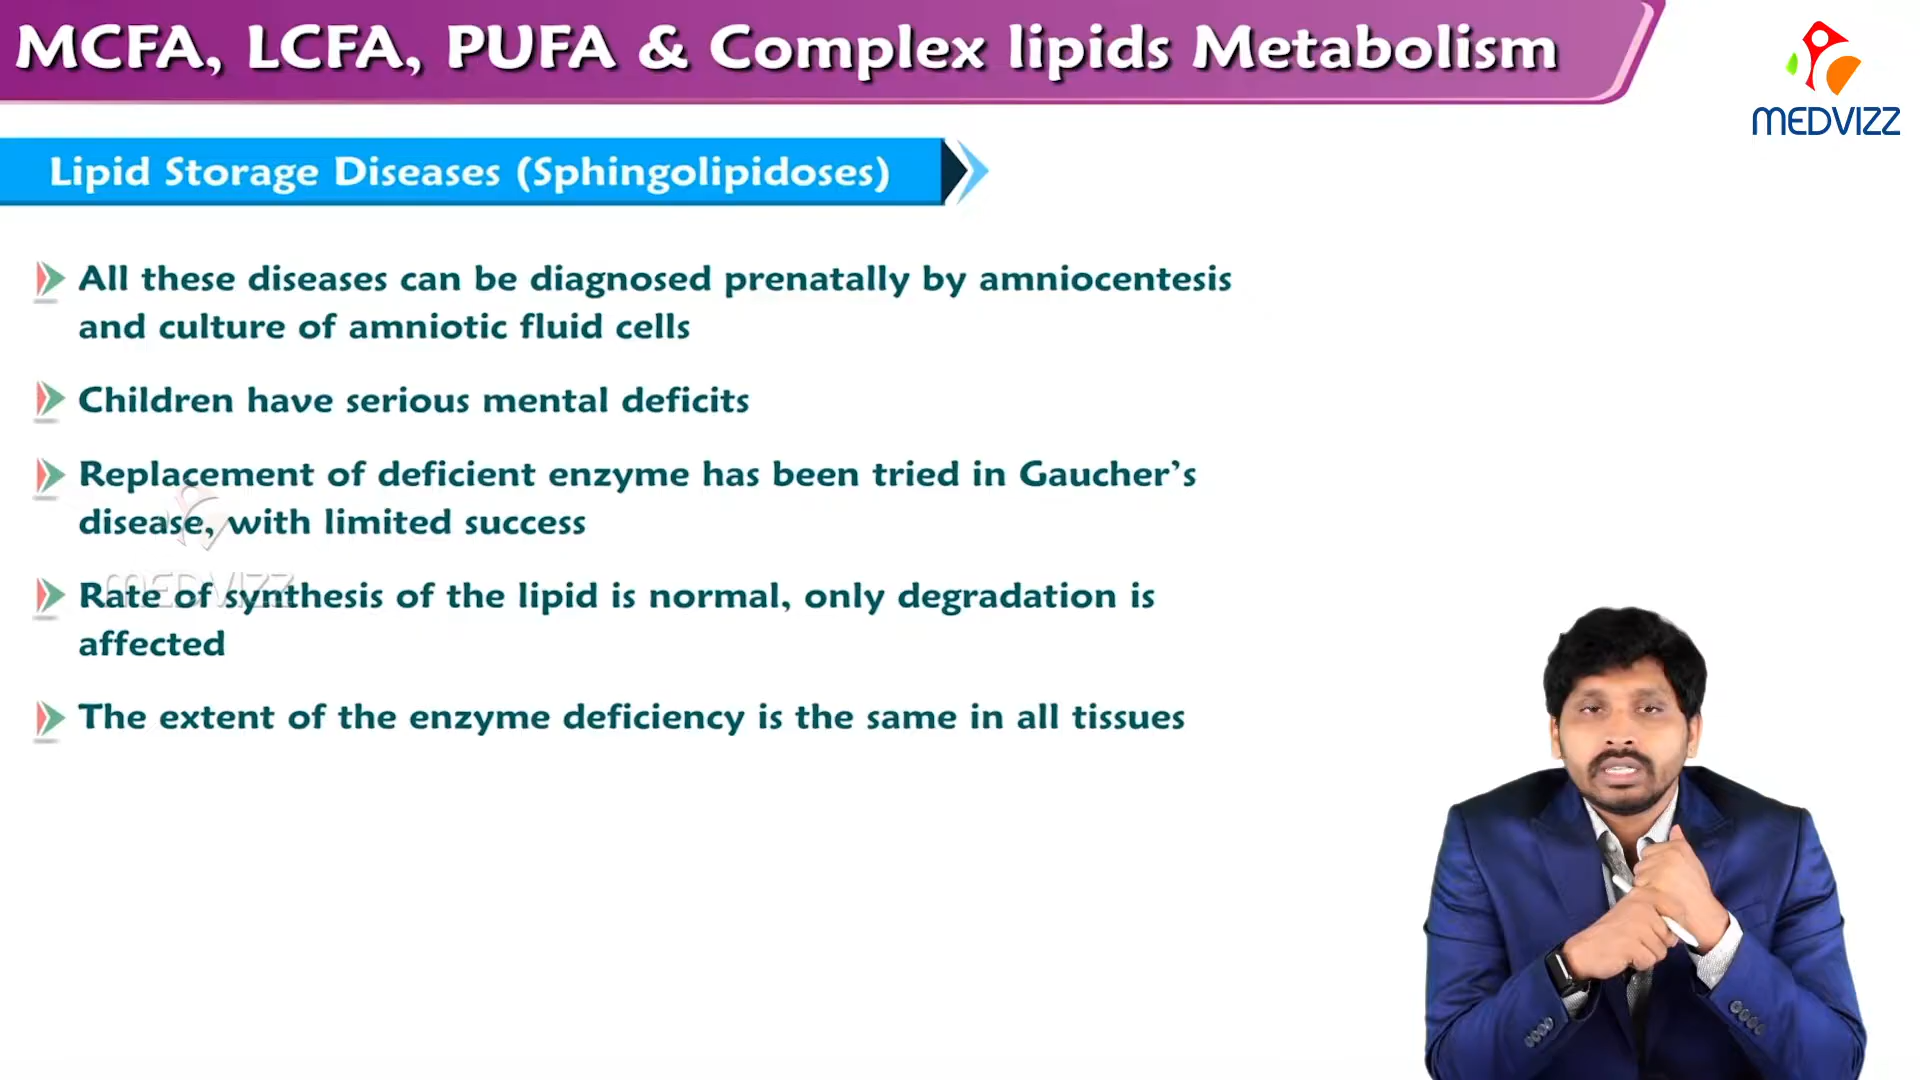 MCFA, LCFA, PUFA & Complex lipids Metabolism
MEDVIZZ
Lipid Storage Diseases (Sphingolipidoses)
All these diseases can be diagnosed prenatally by amniocentesis
and culture of amniotic fluid cells
Children have serious mental deficits
Replacement of deficient enzyme has been tried in Gaucher’s
disease, with limited success
MEDVIZZ
Rate of synthesis of the lipid is normal, only degradation is
affected
The extent of the enzyme deficiency is the same in all tissues